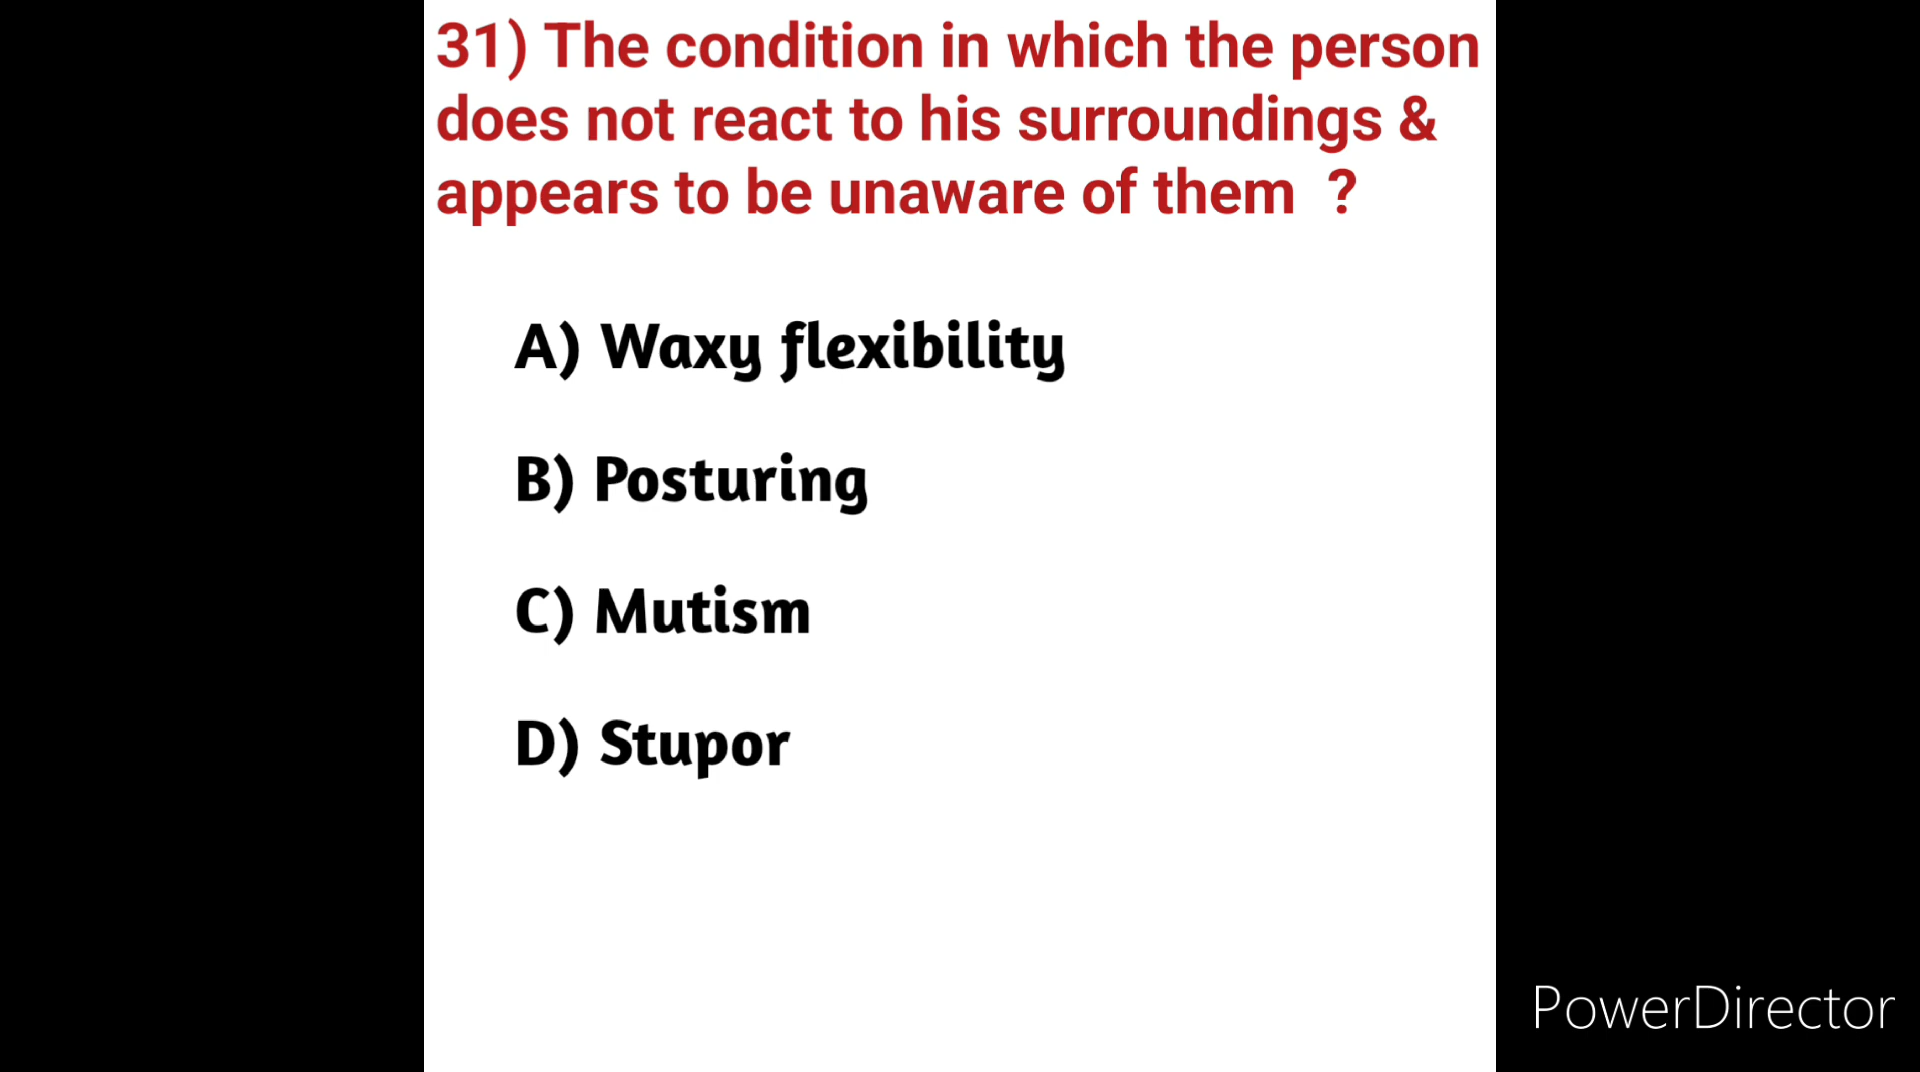 31) The condition in which the person
does not react to his surroundings &
appears to be unaware of them ?
A) Waxy flexibility
B) Posturing
C) Mutism
D) Stupor
PowerDirector